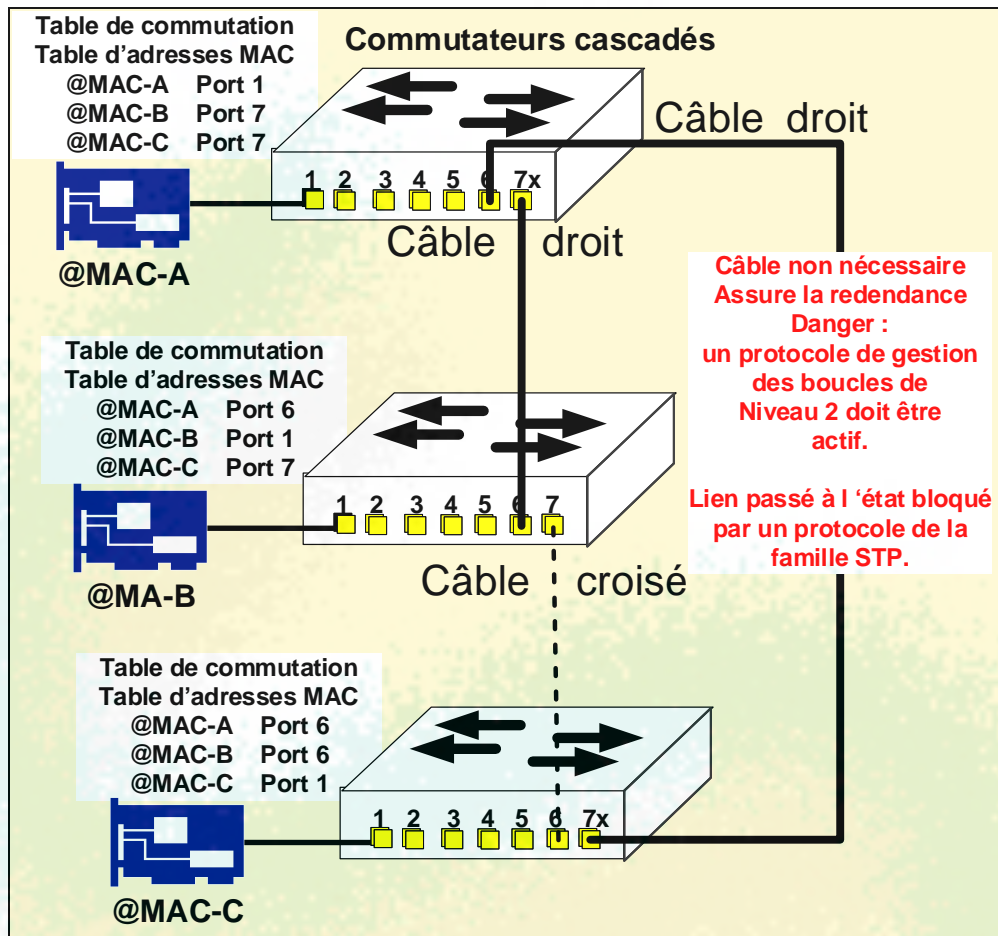 Table de commutation
Table d'adresses MAC
@MAC-A Port 1
@MAC-B Port 7
@MAC-C Port 7
Commutateurs cascadés
Câble droit
1 2 3 4 5 6 7x
@MAC-A
Câble droit
Câble non nécessaire
Assure la redendance
Danger :
un protocole de gestion
des boucles de
Niveau 2 doit être
actif.
Lien passé à l 'état bloqué
par un protocole de la
famille STP.
Table de commutation
Table d'adresses MAC
@MAC-A Port 6
@MAC-B Port 1
@MAC-C Port 7
1 2 3 4 5 6 7
@MA-B
Câble croisé
Table de commutation
Table d'adresses MAC
@MAC-A Port 6
@MAC-B Port 6
@MAC-C Port 1
1 2 3 4 5 6 7x
@MAC-C